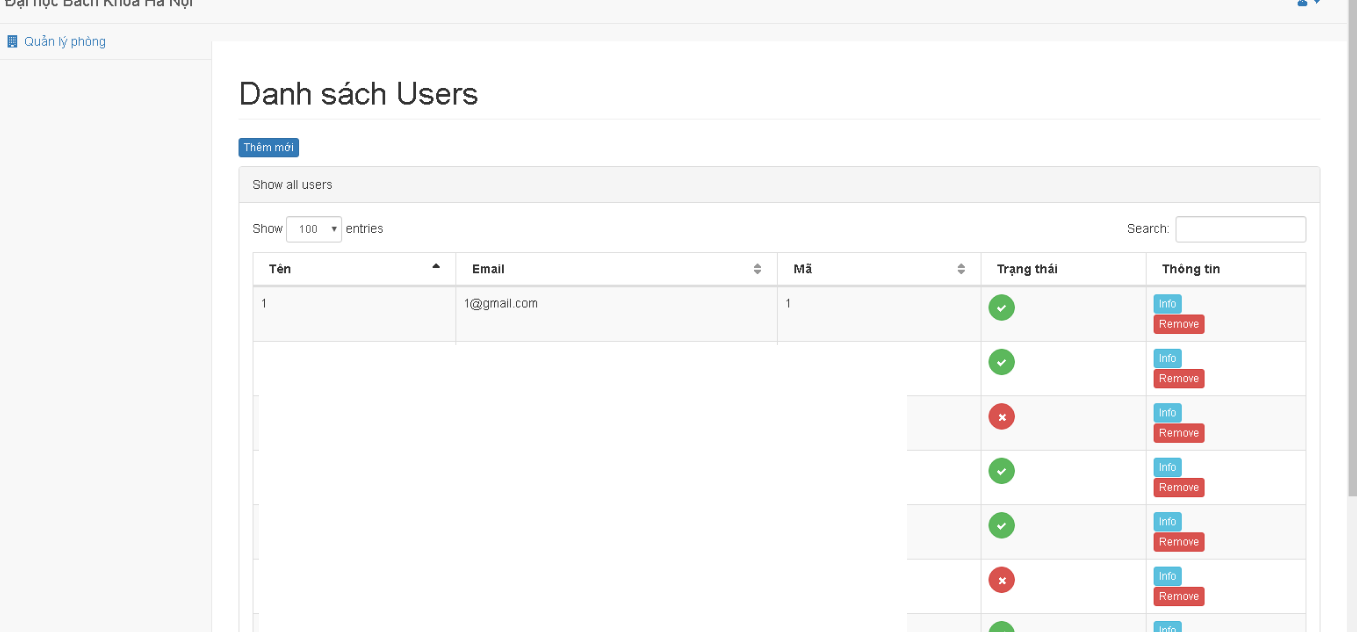 Đại học Bách Khoa Hà Nội
Quản lý phòng
Danh sách Users
Thêm mới
Show all users
Show 100 entries Search:
Tên Email Mã Trạng thái Thông tin
1 1@gmail.com 1 Info
Remove
Info
Remove
Info
Remove
Info
Remove
Info
Remove
Info
Remove
Info